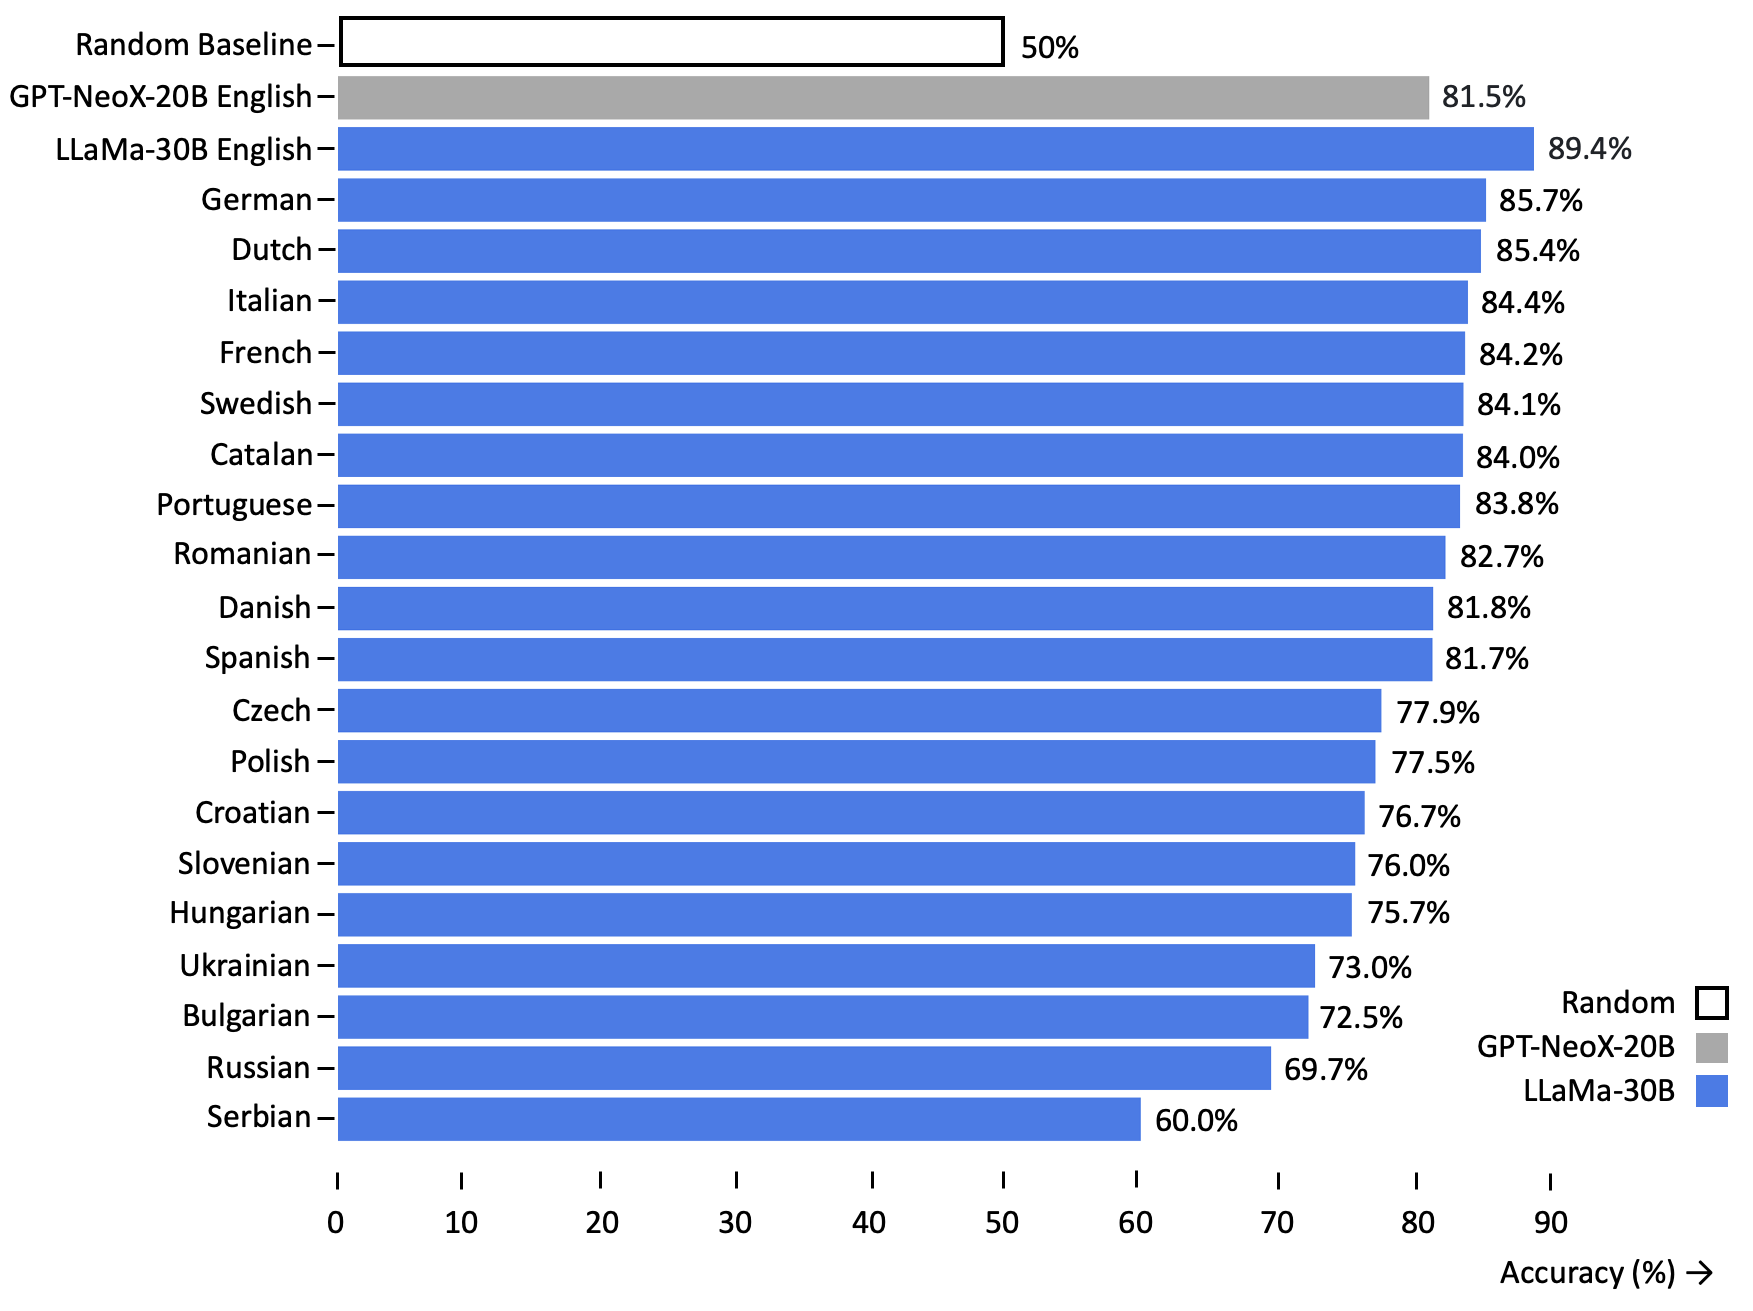 Random Baseline 50%
GPT-NeoX-20B English 81.5%
LLaMa-30B English 89.4%
German 85.7%
Dutch 85.4%
Italian 84.4%
French 84.2%
Swedish 84.1%
Catalan 84.0%
Portuguese 83.8%
Romanian 82.7%
Danish 81.8%
Spanish 81.7%
Czech 77.9%
Polish 77.5%
Croatian 76.7%
Slovenian 76.0%
Hungarian 75.7%
Ukrainian 73.0%
Bulgarian 72.5%
Russian 69.7%
Serbian 60.0%
Random
GPT-NeoX-20B
LLaMa-30B
0 10 20 30 40 50 60 70 80 90
Accuracy (%) →